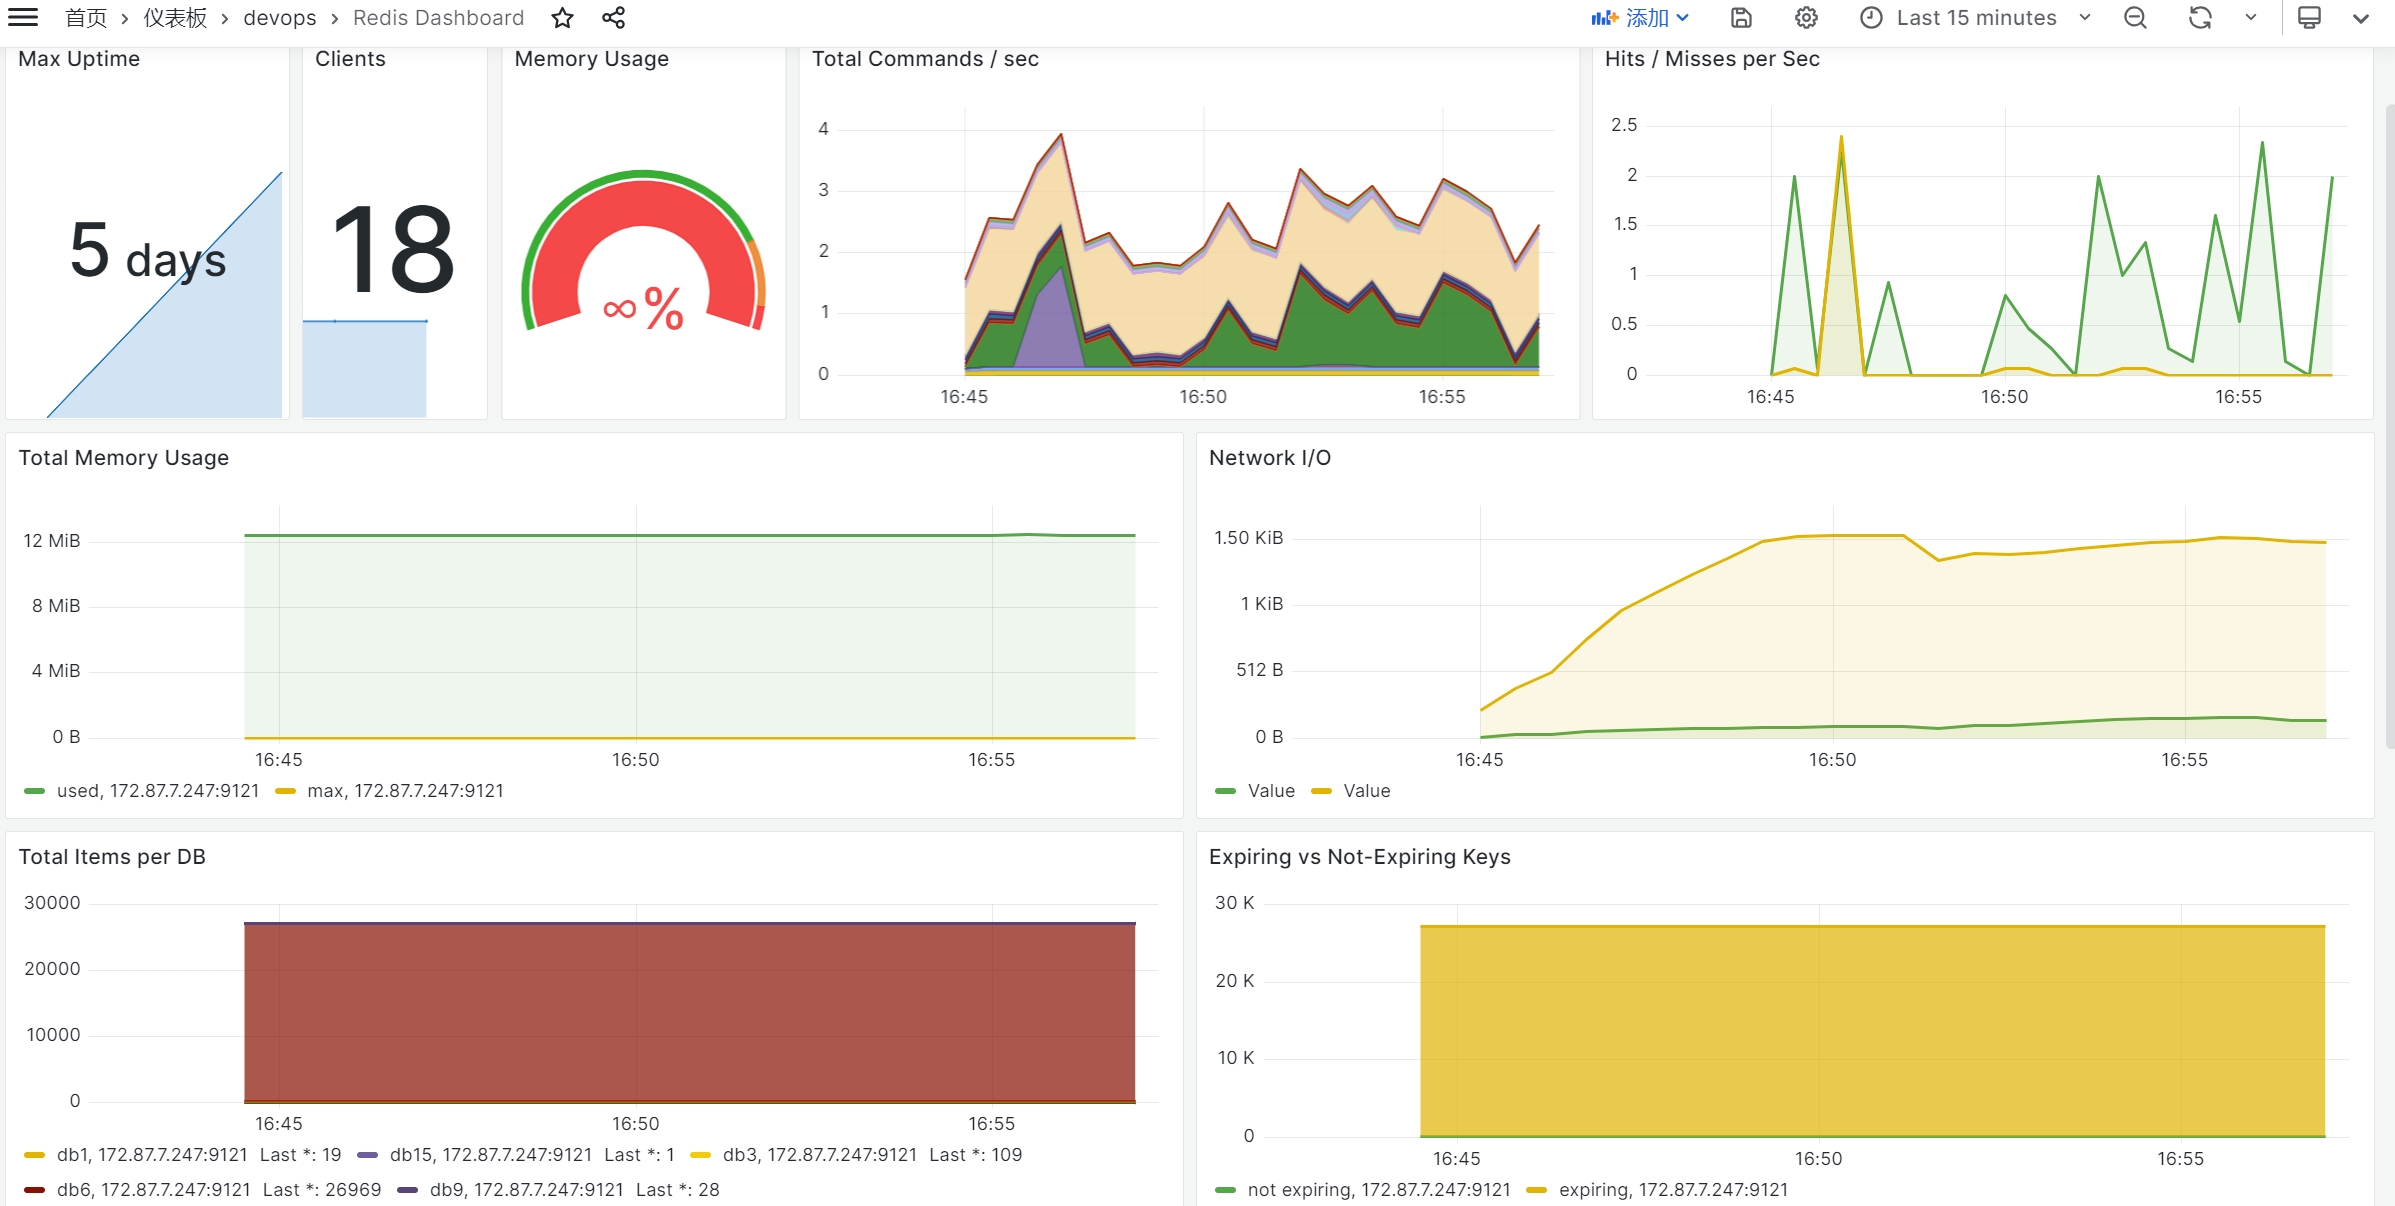 首页 › 仪表板 › devops › Redis Dashboard 添加 Last 15 minutes
Max Uptime
5 days
Clients
18
Memory Usage
∞%
Total Commands / sec
4
3
2
1
0
16:45 16:50 16:55
Hits / Misses per Sec
2.5
2
1.5
1
0.5
0
16:45 16:50 16:55
Total Memory Usage
12 MiB
8 MiB
4 MiB
0 B
16:45 16:50 16:55
used, 172.87.7.247:9121 max, 172.87.7.247:9121
Network I/O
1.50 KiB
1 KiB
512 B
0 B
16:45 16:50 16:55
Value Value
Total Items per DB
30000
20000
10000
0
16:45 16:50 16:55
db1, 172.87.7.247:9121 Last *: 19 db15, 172.87.7.247:9121 Last *: 1 db3, 172.87.7.247:9121 Last *: 109
db6, 172.87.7.247:9121 Last *: 26969 db9, 172.87.7.247:9121 Last *: 28
Expiring vs Not-Expiring Keys
30 K
20 K
10 K
0
16:45 16:50 16:55
not expiring, 172.87.7.247:9121 expiring, 172.87.7.247:9121